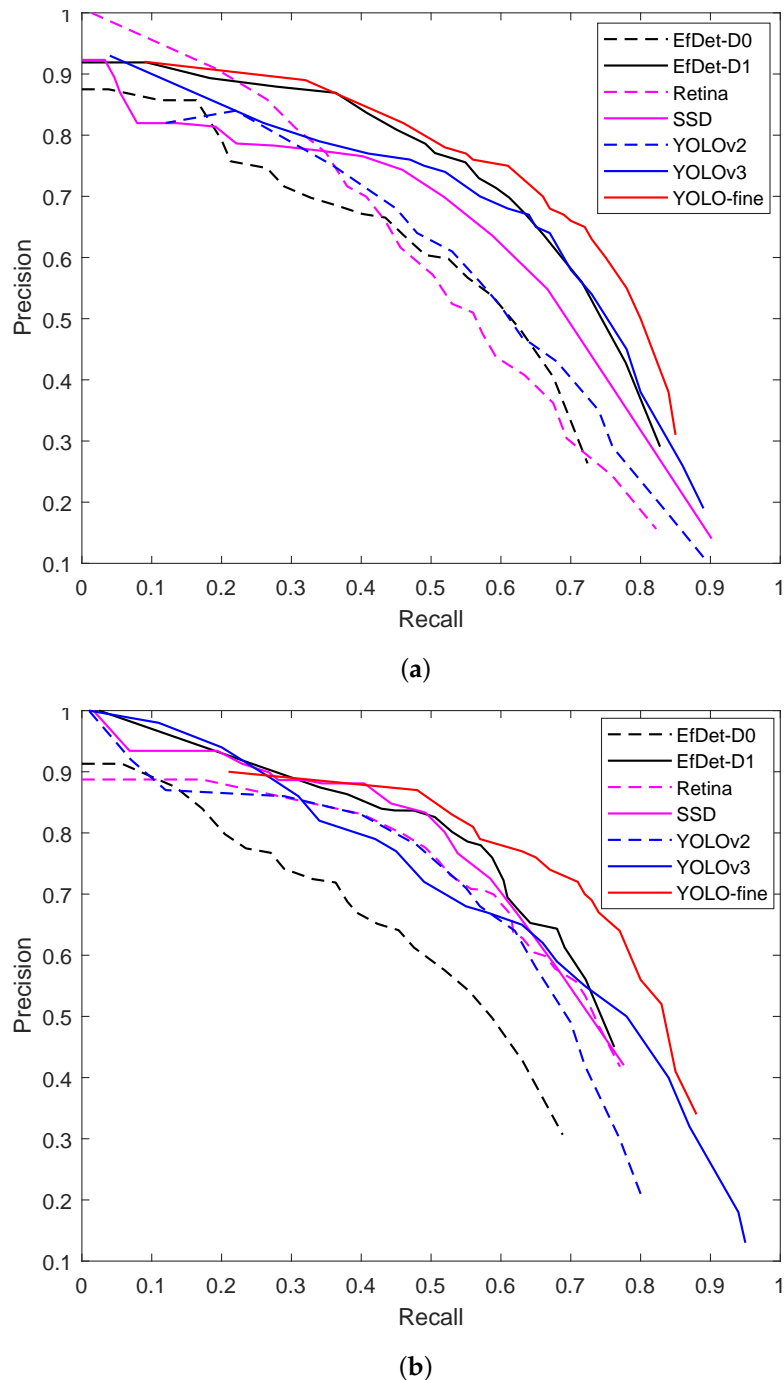 1
0.9
0.8
0.7
0.6
0.5
0.4
0.3
0.2
0.1
Precision
EfDet-D0
EfDet-D1
Retina
SSD
YOLOv2
YOLOv3
YOLO-fine
0 0.1 0.2 0.3 0.4 0.5 0.6 0.7 0.8 0.9 1
Recall
(a)
1
0.9
0.8
0.7
0.6
0.5
0.4
0.3
0.2
0.1
Precision
EfDet-D0
EfDet-D1
Retina
SSD
YOLOv2
YOLOv3
YOLO-fine
0 0.1 0.2 0.3 0.4 0.5 0.6 0.7 0.8 0.9 1
Recall
(b)